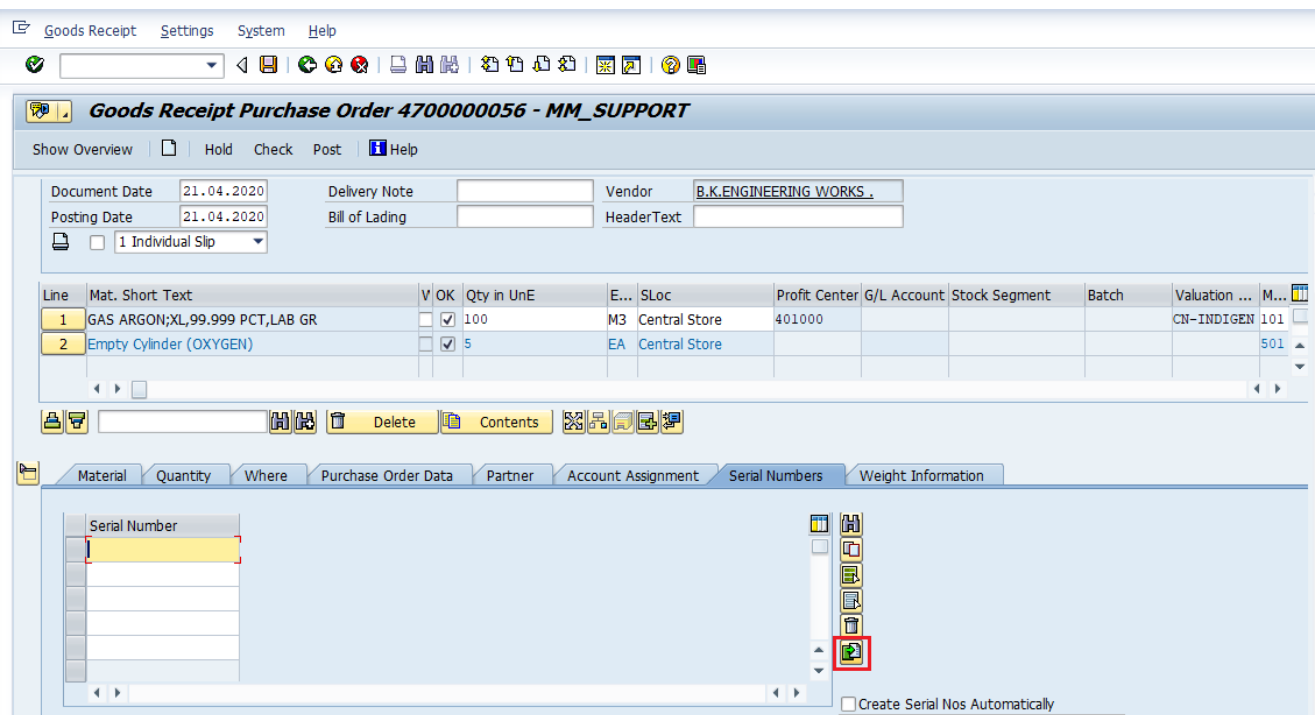 Goods Receipt Settings System Help
Goods Receipt Purchase Order 4700000056 - MM_SUPPORT
Show Overview Hold Check Post Help
Document Date 21.04.2020 Delivery Note Vendor B.K.ENGINEERING WORKS .
Posting Date 21.04.2020 Bill of Lading HeaderText
1 Individual Slip
Line Mat. Short Text V OK Qty in UnE E... SLoc Profit Center G/L Account Stock Segment Batch Valuation ... M...
1 GAS ARGON;XL,99.999 PCT,LAB GR 100 M3 Central Store 401000 CN-INDIGEN 101
2 Empty Cylinder (OXYGEN) 5 EA Central Store 501
Delete Contents
Material Quantity Where Purchase Order Data Partner Account Assignment Serial Numbers Weight Information
Serial Number
Create Serial Nos Automatically